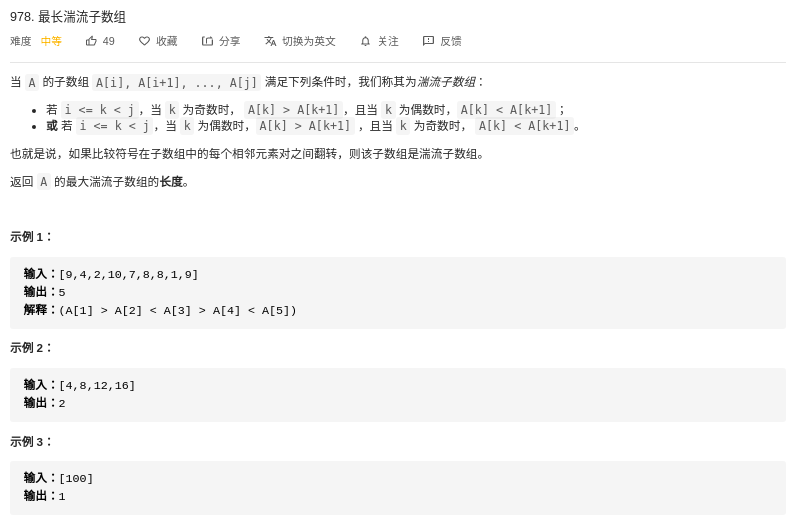 978. 最长湍流子数组
难度 中等 49 收藏 分享 切换为英文 关注 反馈
当 A 的子数组 A[i], A[i+1], ..., A[j] 满足下列条件时，我们称其为湍流子数组：
• 若 i <= k < j，当 k 为奇数时， A[k] > A[k+1]，且当 k 为偶数时，A[k] < A[k+1]；
• 或 若 i <= k < j，当 k 为偶数时，A[k] > A[k+1] ，且当 k 为奇数时， A[k] < A[k+1]。
也就是说，如果比较符号在子数组中的每个相邻元素对之间翻转，则该子数组是湍流子数组。
返回 A 的最大湍流子数组的长度。
示例 1：
输入：[9,4,2,10,7,8,8,1,9]
输出：5
解释：(A[1] > A[2] < A[3] > A[4] < A[5])
示例 2：
输入：[4,8,12,16]
输出：2
示例 3：
输入：[100]
输出：1